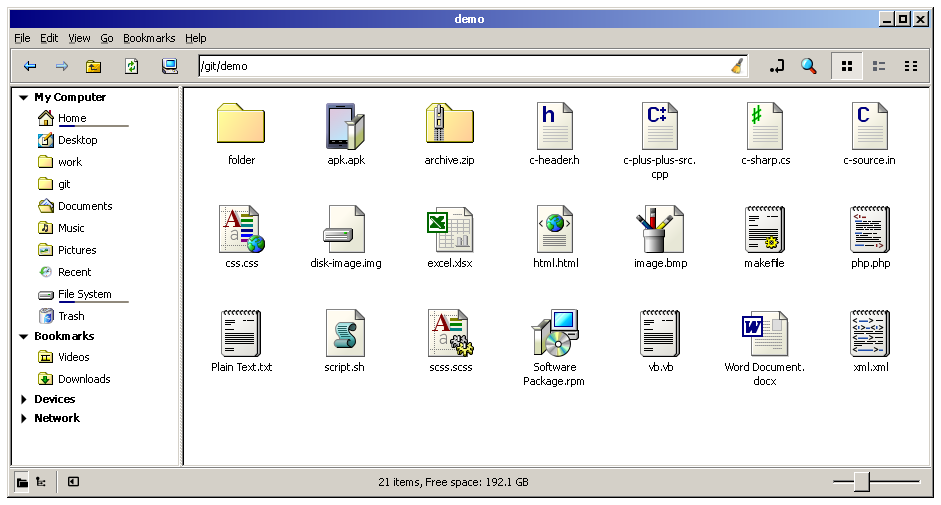 demo
File Edit View Go Bookmarks Help
/git/demo
My Computer
Home
Desktop
work
git
Documents
Music
Pictures
Recent
File System
Trash
Bookmarks
Videos
Downloads
Devices
Network
h C++ # C
folder apk.apk archive.zip c-header.h c-plus-plus-src. c-sharp.cs c-source.in
cpp
A
a
css.css disk-image.img excel.xlsx html.html image.bmp makefile php.php
A
a
W
Plain Text.txt script.sh scss.scss Software vb.vb Word Document. xml.xml
Package.rpm docx
21 items, Free space: 192.1 GB